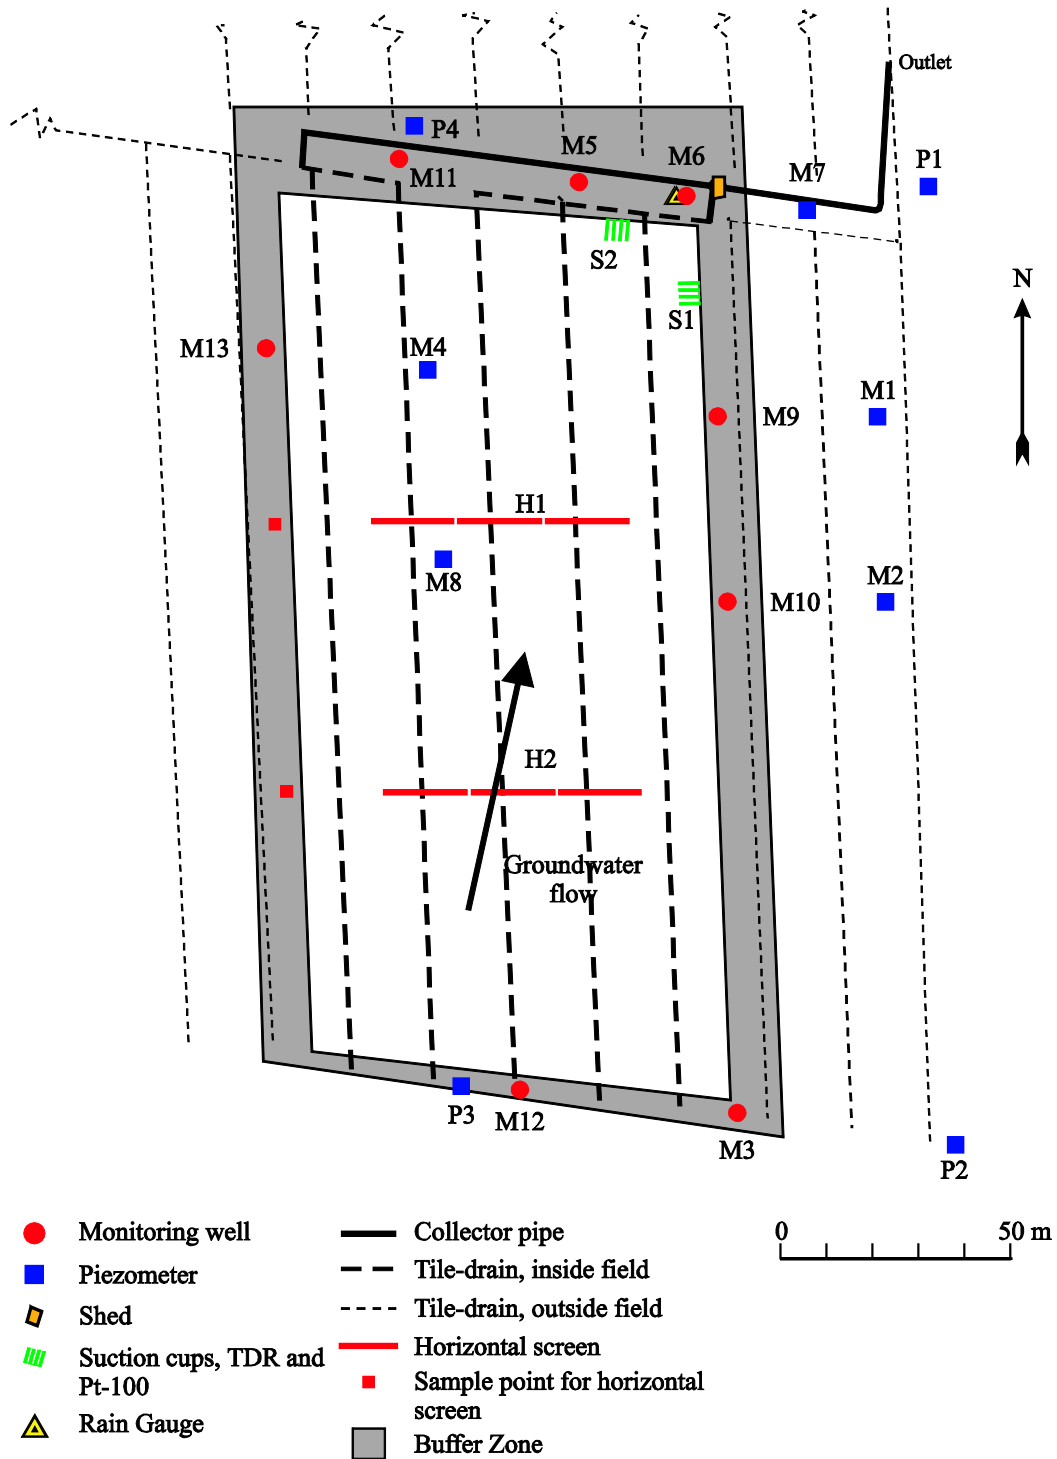 Outlet
P4
M5
M6
M7
P1
M11
S2
S1
N
M13
M4
M1
M9
H1
M8
M2
M10
H2
Groundwater
flow
P3
M12
M3
P2
Monitoring well
Piezometer
Shed
Suction cups, TDR and
Pt-100
Rain Gauge
Collector pipe
Tile-drain, inside field
Tile-drain, outside field
Horizontal screen
Sample point for horizontal
screen
Buffer Zone
0 50 m